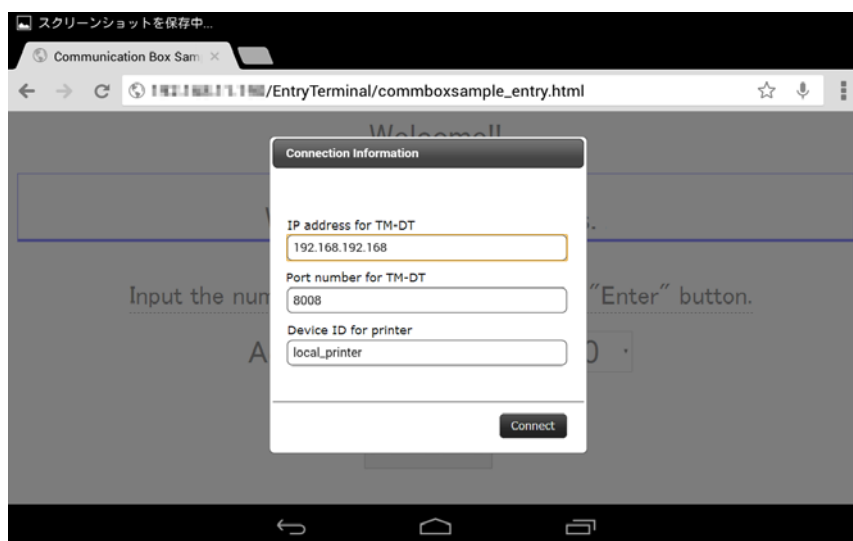 スクリーンショットを保存中...
Communication Box Sam
/EntryTerminal/commboxsample_entry.html
Welcome!!
Connection Information
IP address for TM-DT
192.168.192.168
Port number for TM-DT
8008
Input the num
"Enter" button.
Device ID for printer
local_printer
A
0
Connect